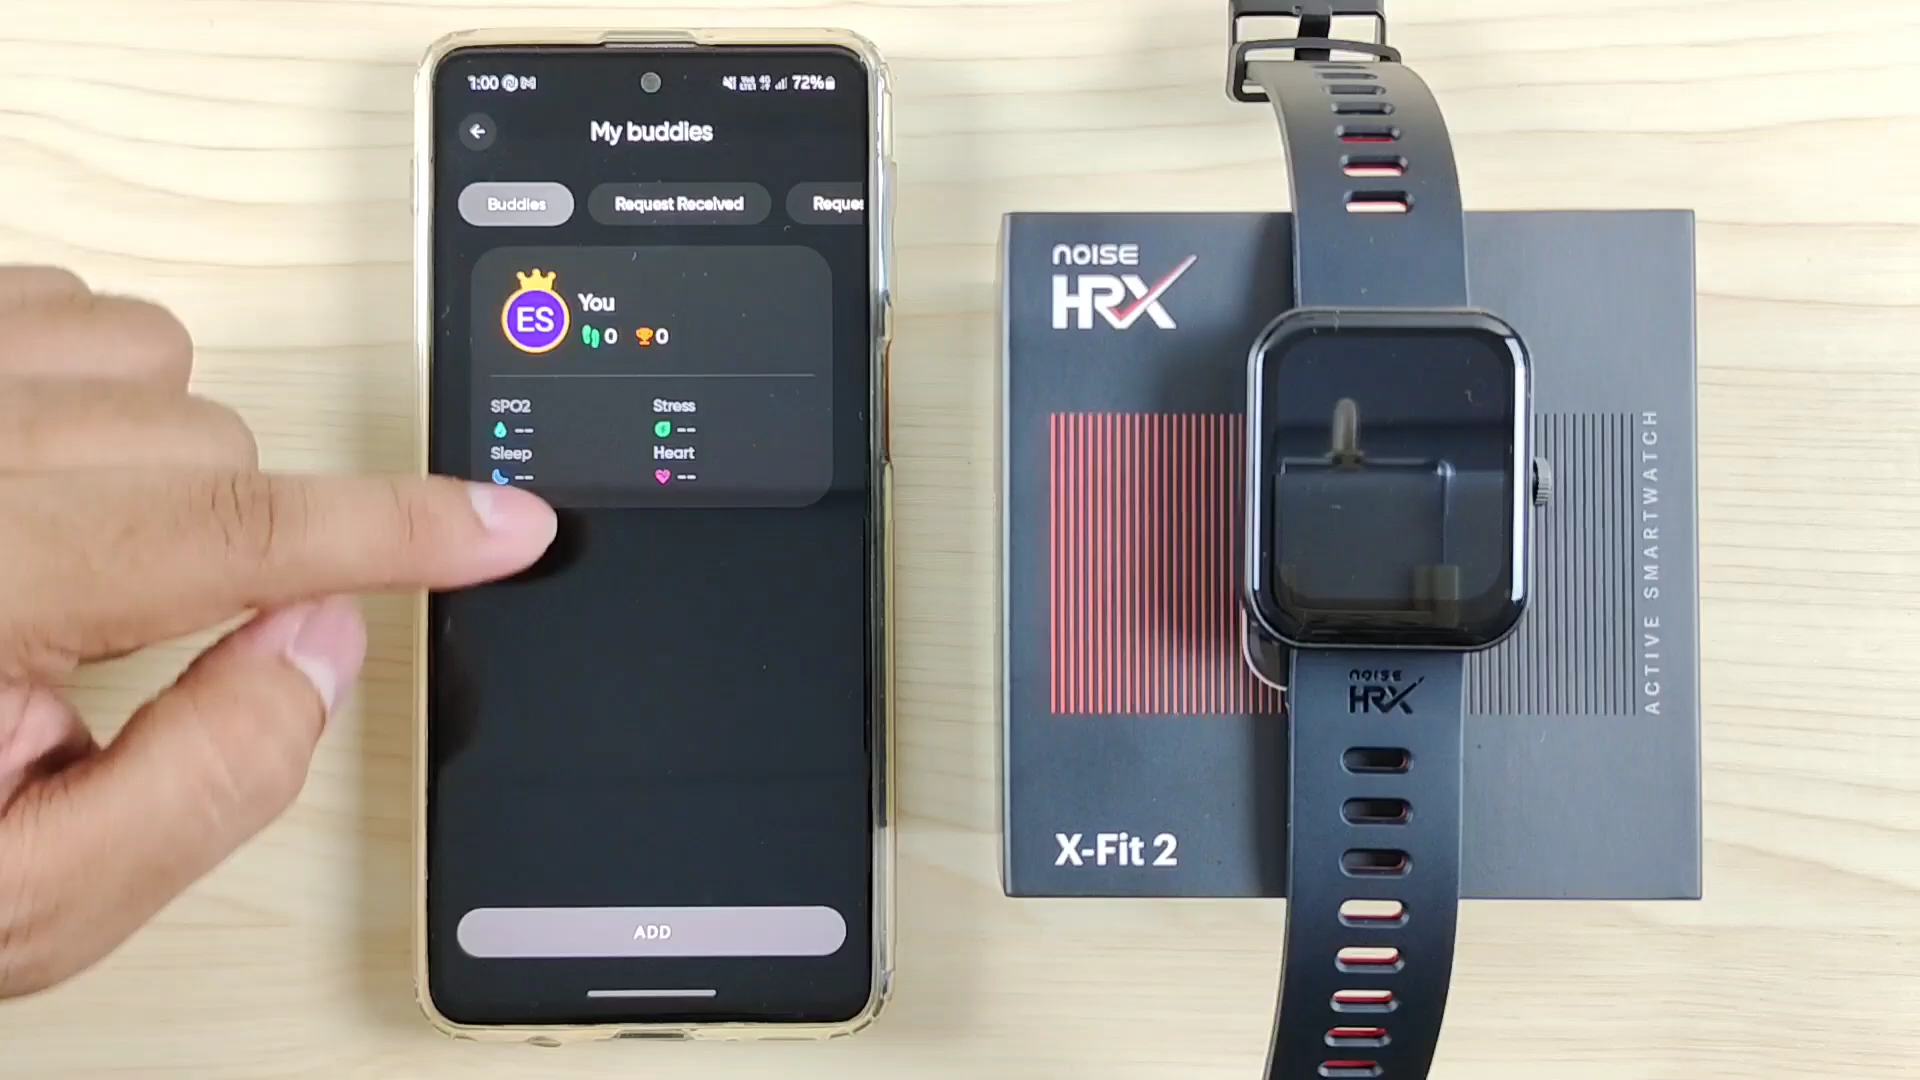 1:00
72%
My buddies
Buddies
Request Received
Reques
ES
You
0
0
SPO2
--
Stress
--
Sleep
--
Heart
--
ADD
noise
HRX
ACTIVE SMARTWATCH
X-Fit 2
noise
HRX